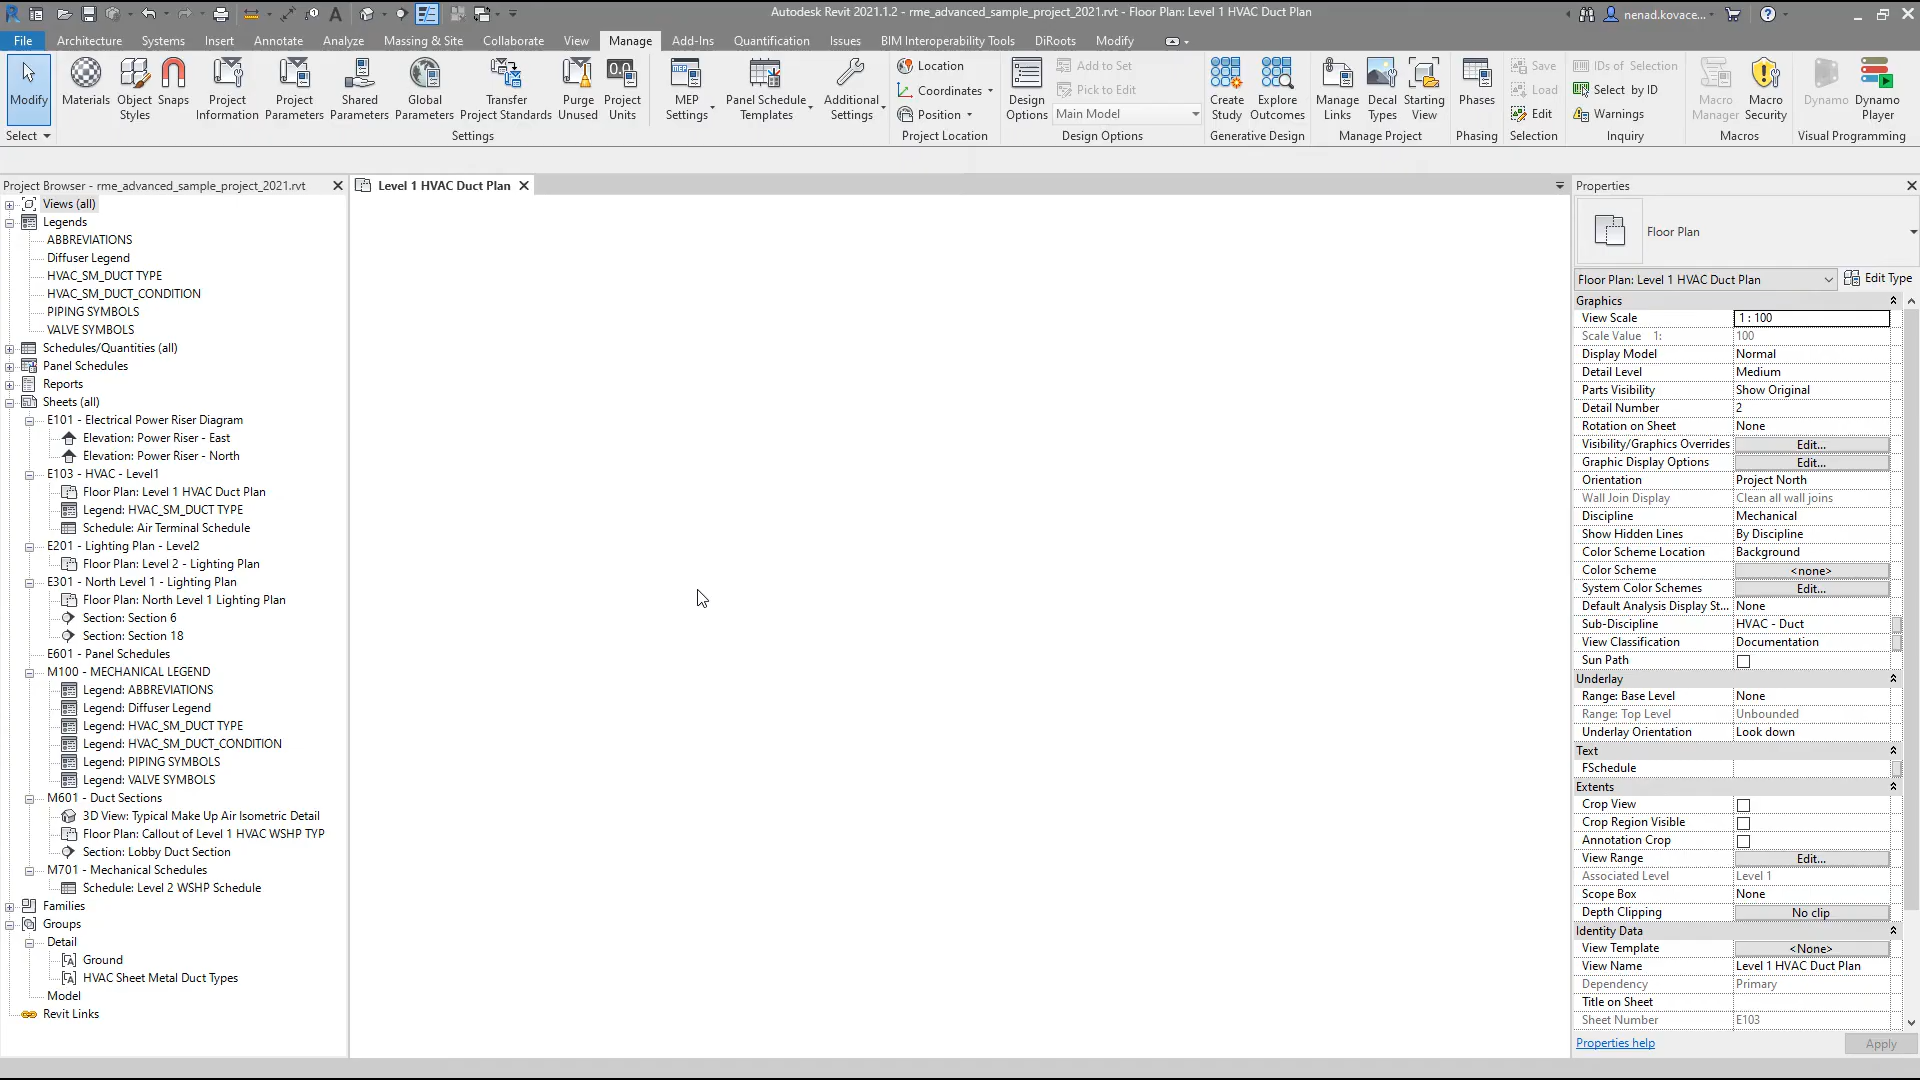 Autodesk Revit 2021.1.2 - rme_advanced_sample_project_2021.rvt - Floor Plan: Level 1 HVAC Duct Plan
nenad.kovace...
File Architecture Systems Insert Annotate Analyze Massing & Site Collaborate View Manage Add-Ins Quantification Issues BIM Interoperability Tools DiRoots Modify
Modify
Materials
Object Styles
Snaps
Project Information
Project Parameters
Shared Parameters
Global Parameters
Transfer Project Standards
Purge Unused
Project Units
MEP Settings
Panel Schedule Templates
Additional Settings
Location
Coordinates
Position
Design Options
Add to Set
Pick to Edit
Main Model
Create Study
Explore Outcomes
Manage Links
Decal Types
Starting View
Phases
Save
Load
Edit
IDs of Selection
Select by ID
Warnings
Macro Manager
Macro Security
Dynamo
Dynamo Player
Select
Settings
Project Location
Design Options
Generative Design
Manage Project
Phasing
Selection
Inquiry
Macros
Visual Programming
Project Browser - rme_advanced_sample_project_2021.rvt
Views (all)
Legends
ABBREVIATIONS
Diffuser Legend
HVAC_SM_DUCT TYPE
HVAC_SM_DUCT_CONDITION
PIPING SYMBOLS
VALVE SYMBOLS
Schedules/Quantities (all)
Panel Schedules
Reports
Sheets (all)
E101 - Electrical Power Riser Diagram
Elevation: Power Riser - East
Elevation: Power Riser - North
E103 - HVAC - Level1
Floor Plan: Level 1 HVAC Duct Plan
Legend: HVAC_SM_DUCT TYPE
Schedule: Air Terminal Schedule
E201 - Lighting Plan - Level2
Floor Plan: Level 2 - Lighting Plan
E301 - North Level 1 - Lighting Plan
Floor Plan: North Level 1 Lighting Plan
Section: Section 6
Section: Section 18
E601 - Panel Schedules
M100 - MECHANICAL LEGEND
Legend: ABBREVIATIONS
Legend: Diffuser Legend
Legend: HVAC_SM_DUCT TYPE
Legend: HVAC_SM_DUCT_CONDITION
Legend: PIPING SYMBOLS
Legend: VALVE SYMBOLS
M601 - Duct Sections
3D View: Typical Make Up Air Isometric Detail
Floor Plan: Callout of Level 1 HVAC WSHP TYP
Section: Lobby Duct Section
M701 - Mechanical Schedules
Schedule: Level 2 WSHP Schedule
Families
Groups
Detail
Ground
HVAC Sheet Metal Duct Types
Model
Revit Links
Level 1 HVAC Duct Plan
Properties
Floor Plan
Floor Plan: Level 1 HVAC Duct Plan
Edit Type
Graphics
View Scale 1 : 100
Scale Value 1: 100
Display Model Normal
Detail Level Medium
Parts Visibility Show Original
Detail Number 2
Rotation on Sheet None
Visibility/Graphics Overrides Edit...
Graphic Display Options Edit...
Orientation Project North
Wall Join Display Clean all wall joins
Discipline Mechanical
Show Hidden Lines By Discipline
Color Scheme Location Background
Color Scheme <none>
System Color Schemes Edit...
Default Analysis Display St... None
Sub-Discipline HVAC - Duct
View Classification Documentation
Sun Path
Underlay
Range: Base Level None
Range: Top Level Unbounded
Underlay Orientation Look down
Text
FSchedule
Extents
Crop View
Crop Region Visible
Annotation Crop
View Range Edit...
Associated Level Level 1
Scope Box None
Depth Clipping No clip
Identity Data
View Template <None>
View Name Level 1 HVAC Duct Plan
Dependency Primary
Title on Sheet
Sheet Number E103
Properties help
Apply